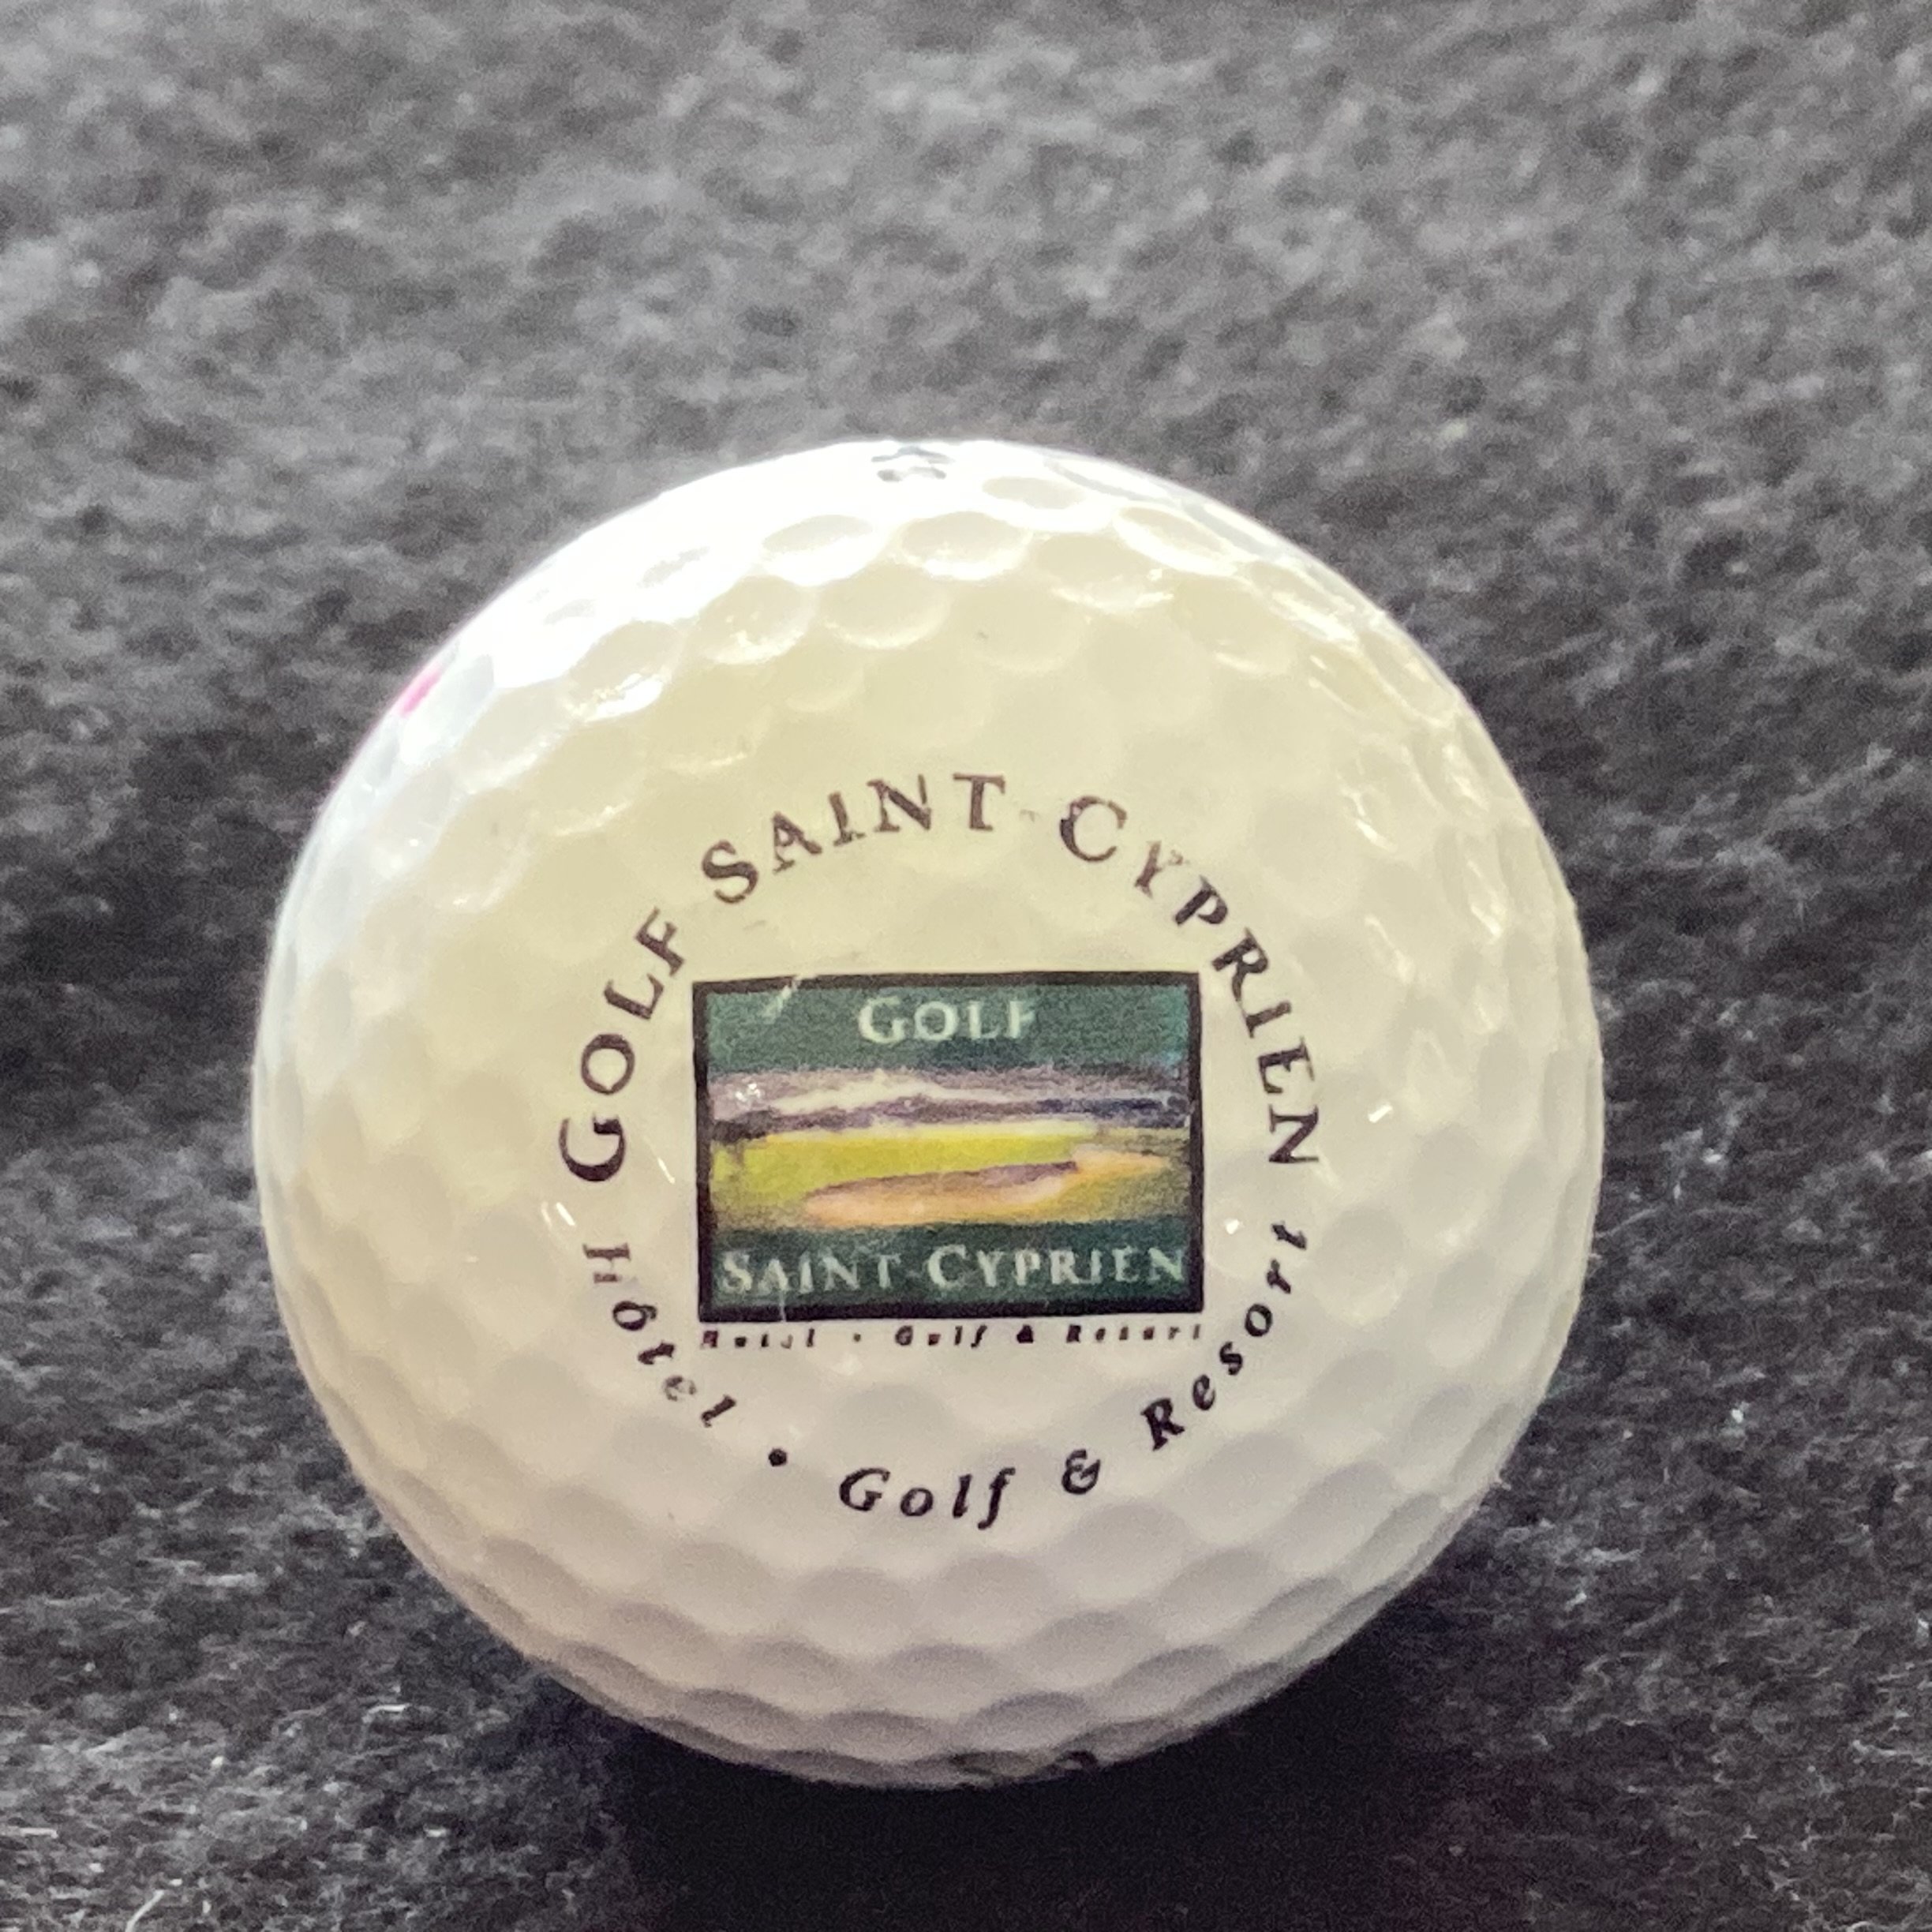 GOLF SAINT-CYPRIEN
GOLF
SAINT-CYPRIEN
Hotel • Golf & Resort
Hôtel • Golf & Resort